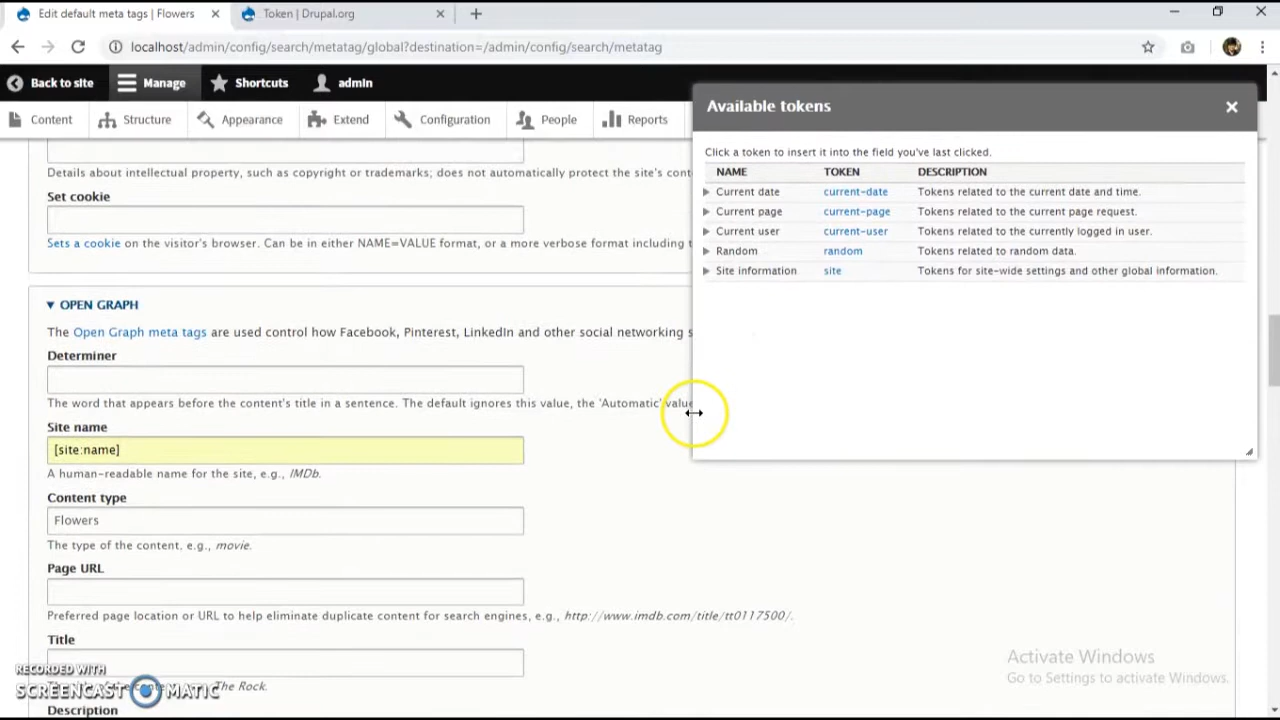 Edit default meta tags | Flowers
Token | Drupal.org
localhost/admin/config/search/metatag/global?destination=/admin/config/search/metatag
Back to site
Manage
Shortcuts
admin
Content
Structure
Appearance
Extend
Configuration
People
Reports
Available tokens
Click a token to insert it into the field you've last clicked.
NAME TOKEN DESCRIPTION
Current date current-date Tokens related to the current date and time.
Current page current-page Tokens related to the current page request.
Current user current-user Tokens related to the currently logged in user.
Random random Tokens related to random data.
Site information site Tokens for site-wide settings and other global information.
Details about intellectual property, such as copyright or trademarks; does not automatically protect the site's cont
Set cookie
Sets a cookie on the visitor's browser. Can be in either NAME=VALUE format, or a more verbose format including t
OPEN GRAPH
The Open Graph meta tags are used control how Facebook, Pinterest, LinkedIn and other social networking s
Determiner
The word that appears before the content's title in a sentence. The default ignores this value, the 'Automatic' value
Site name
[site:name]
A human-readable name for the site, e.g., IMDb.
Content type
Flowers
The type of the content, e.g., movie.
Page URL
Preferred page location or URL to help eliminate duplicate content for search engines, e.g., http://www.imdb.com/title/tt0117500/.
Title
The Rock.
Description
RECORDED WITH
SCREENCAST MATIC
Activate Windows
Go to Settings to activate Windows.